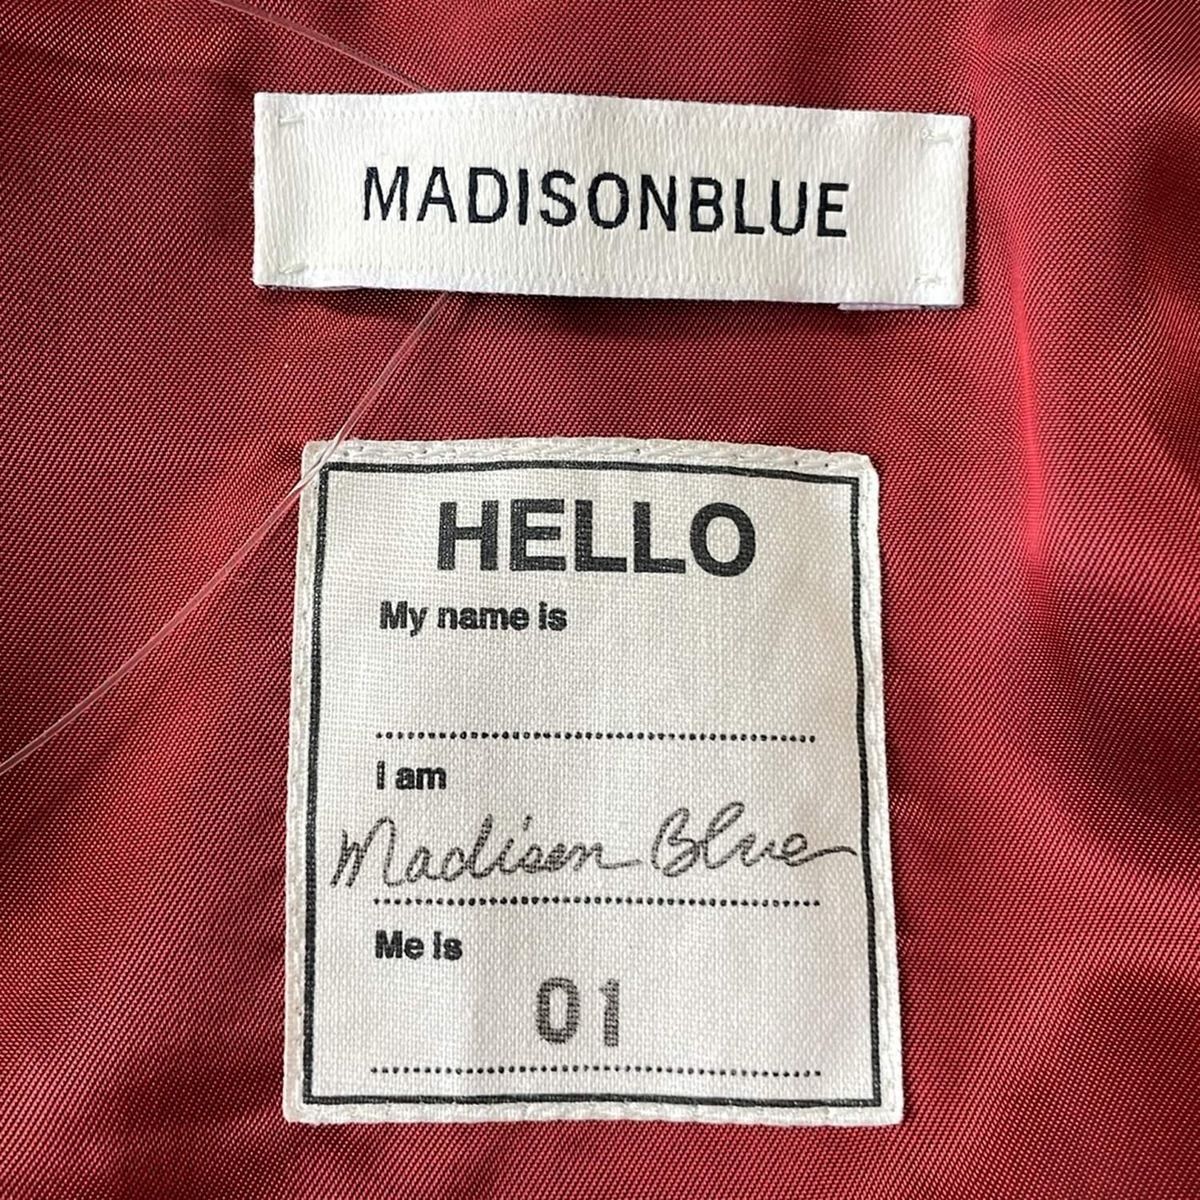 MADISONBLUE
HELLO
My name is
I am
Madison Blue
Me is
01